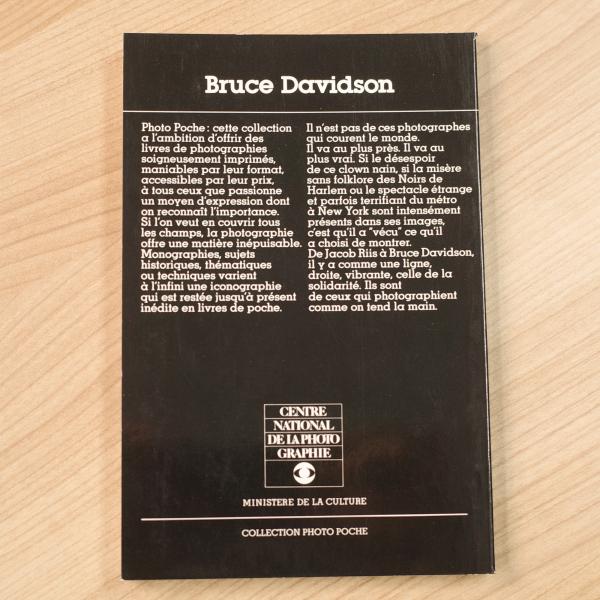 Bruce Davidson
Photo Poche : cette collection
a l'ambition d'offrir des
livres de photographies
soigneusement imprimés,
maniables par leur format,
accessibles par leur prix,
à tous ceux que passionne
un moyen d'expression dont
on reconnaît l'importance.
Si l'on veut en couvrir tous
les champs, la photographie
offre une matière inépuisable.
Monographies, sujets
historiques, thématiques
ou techniques varient
à l'infini une iconographie
qui est restée jusqu'à présent
inédite en livres de poche.
Il n'est pas de ces photographes
qui courent le monde.
Il va au plus près. Il va au
plus vrai. Si le désespoir
de ce clown nain, si la misère
sans folklore des Noirs de
Harlem ou le spectacle étrange
et parfois terrifiant du métro
à New York sont intensément
présents dans ses images,
c'est qu'il a "vécu" ce qu'il
a choisi de montrer.
De Jacob Riis à Bruce Davidson,
il y a comme une ligne,
droite, vibrante, celle de la
solidarité. Ils sont
de ceux qui photographient
comme on tend la main.
CENTRE
NATIONAL
DE LA PHOTO
GRAPHIE
MINISTERE DE LA CULTURE
COLLECTION PHOTO POCHE